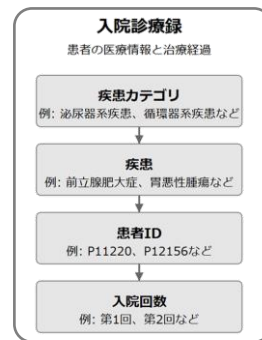 入院診療録
患者の医療情報と治療経過
疾患カテゴリ
例: 泌尿器系疾患、循環器系疾患など
疾患
例: 前立腺肥大症、胃悪性腫瘍など
患者ID
例: P11220、P12156など
入院回数
例: 第1回、第2回など